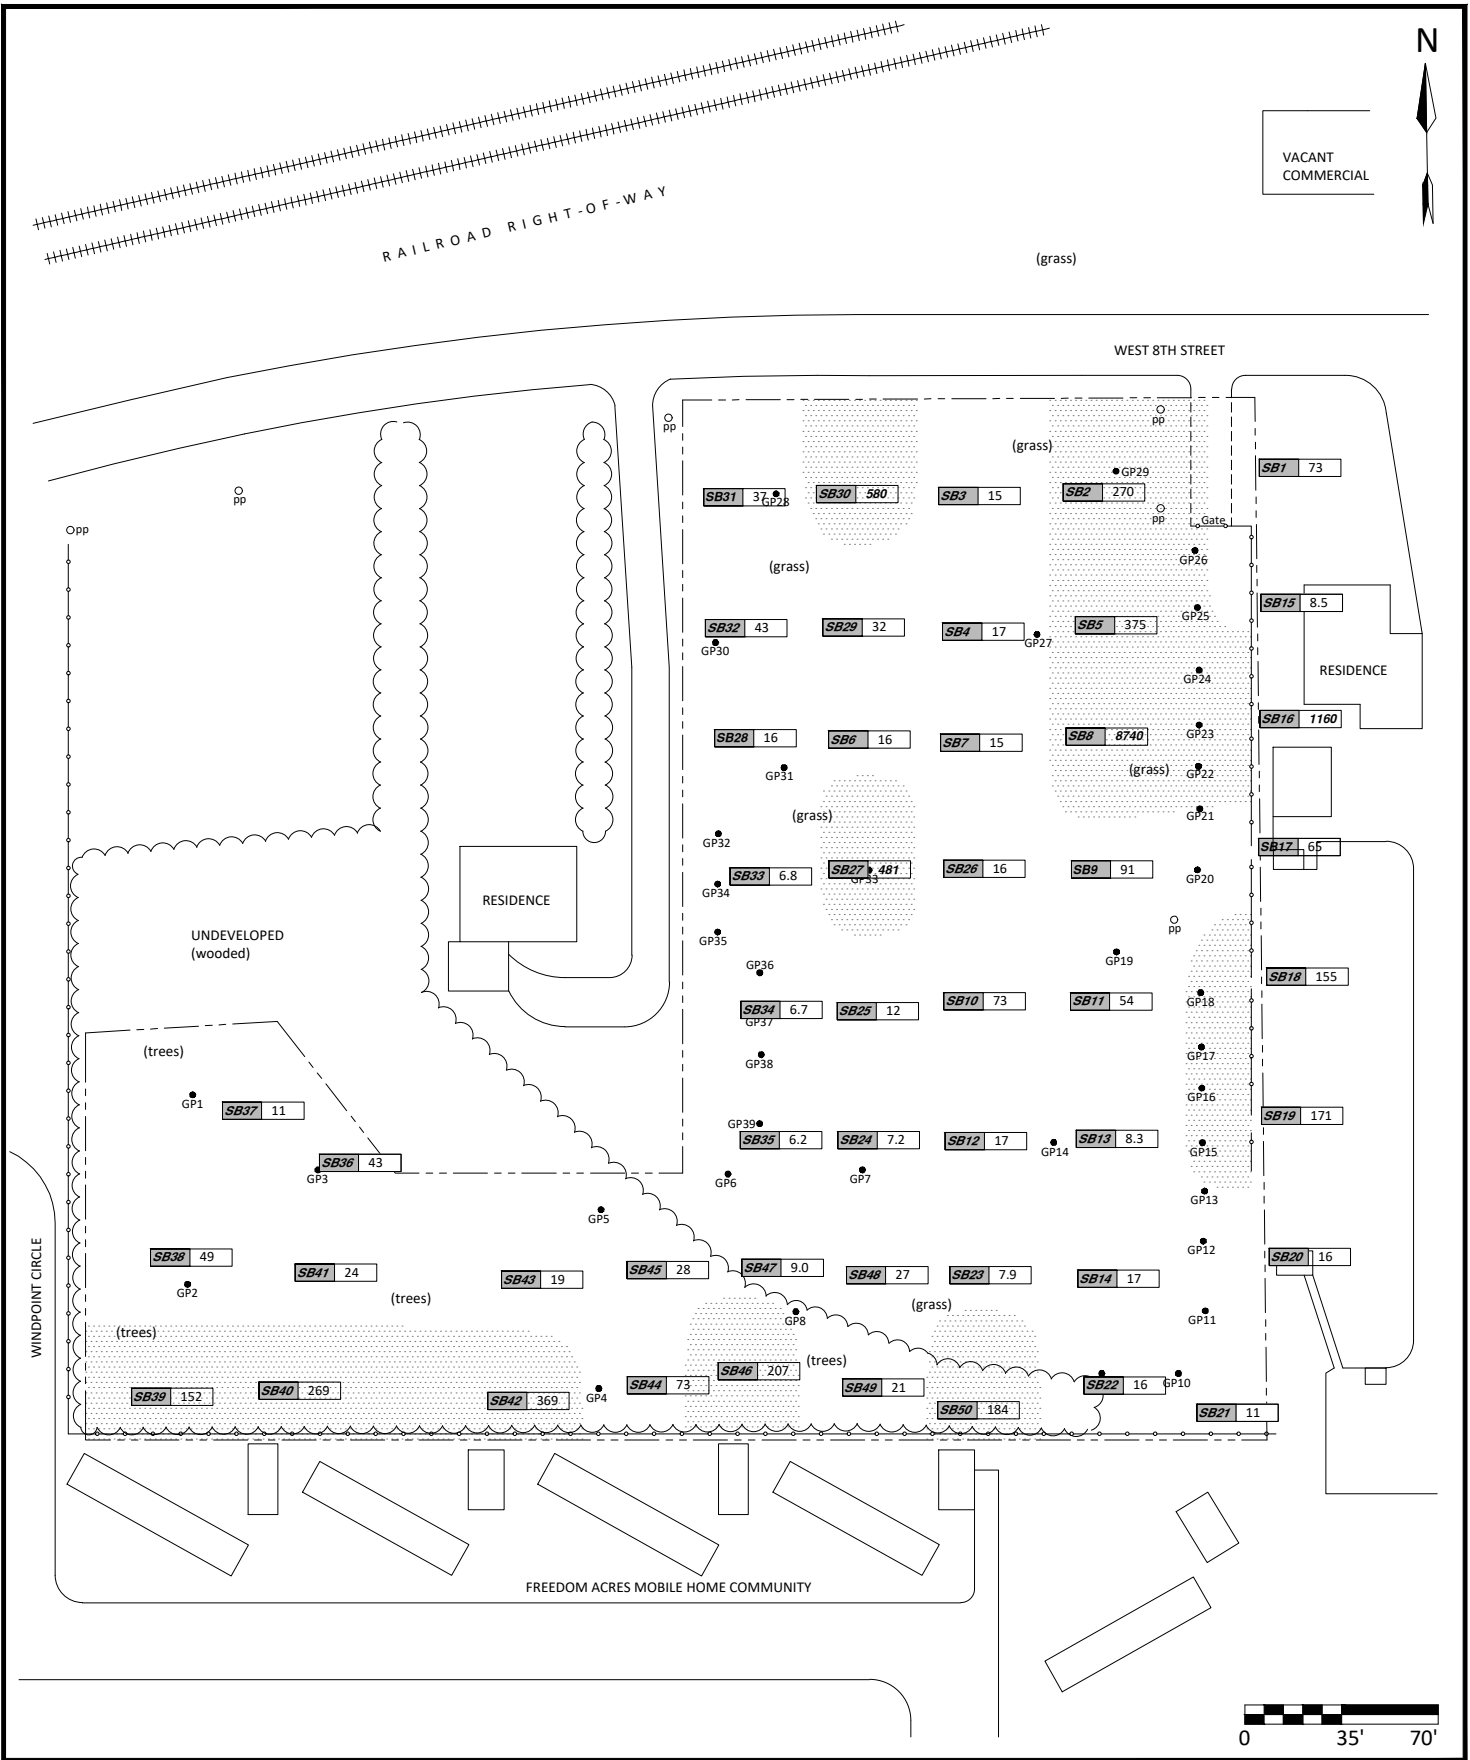 N
VACANT
COMMERCIAL
RAILROAD RIGHT-OF-WAY
(grass)
WEST 8TH STREET
pp
pp
(grass)
SB1 73
GP29
SB31 37
GP28
SB30 580
SB3 15
SB2 270
pp
pp
pp
Gate
GP26
(grass)
SB15 8.5
GP25
SB32 43
SB29 32
SB4 17
GP27
SB5 375
GP30
GP24
RESIDENCE
SB16 1160
SB28 16
SB6 16
SB7 15
SB8 8740
GP23
GP31
(grass)
GP22
(grass)
GP21
GP32
SB17 65
SB33 6.8
SB27 481
GP33
SB26 16
SB9 91
GP20
GP34
RESIDENCE
pp
UNDEVELOPED
(wooded)
GP35
GP36
GP19
SB18 155
SB34 6.7
GP37
SB25 12
SB10 73
SB11 54
GP18
(trees)
GP38
GP17
GP1
SB37 11
GP16
SB19 171
GP39
SB35 6.2
SB24 7.2
SB12 17
GP14
SB13 8.3
GP15
SB36 43
GP3
GP6
GP7
GP13
GP5
WINDPOINT CIRCLE
SB38 49
GP12
SB20 16
SB41 24
SB43 19
SB45 28
SB47 9.0
SB48 27
SB23 7.9
SB14 17
GP2
(trees)
(grass)
GP8
GP11
(trees)
(trees)
SB39 152
SB40 269
SB42 369
GP4
SB44 73
SB46 207
SB49 21
SB50 184
SB22 16
GP10
SB21 11
FREEDOM ACRES MOBILE HOME COMMUNITY
0 35' 70'